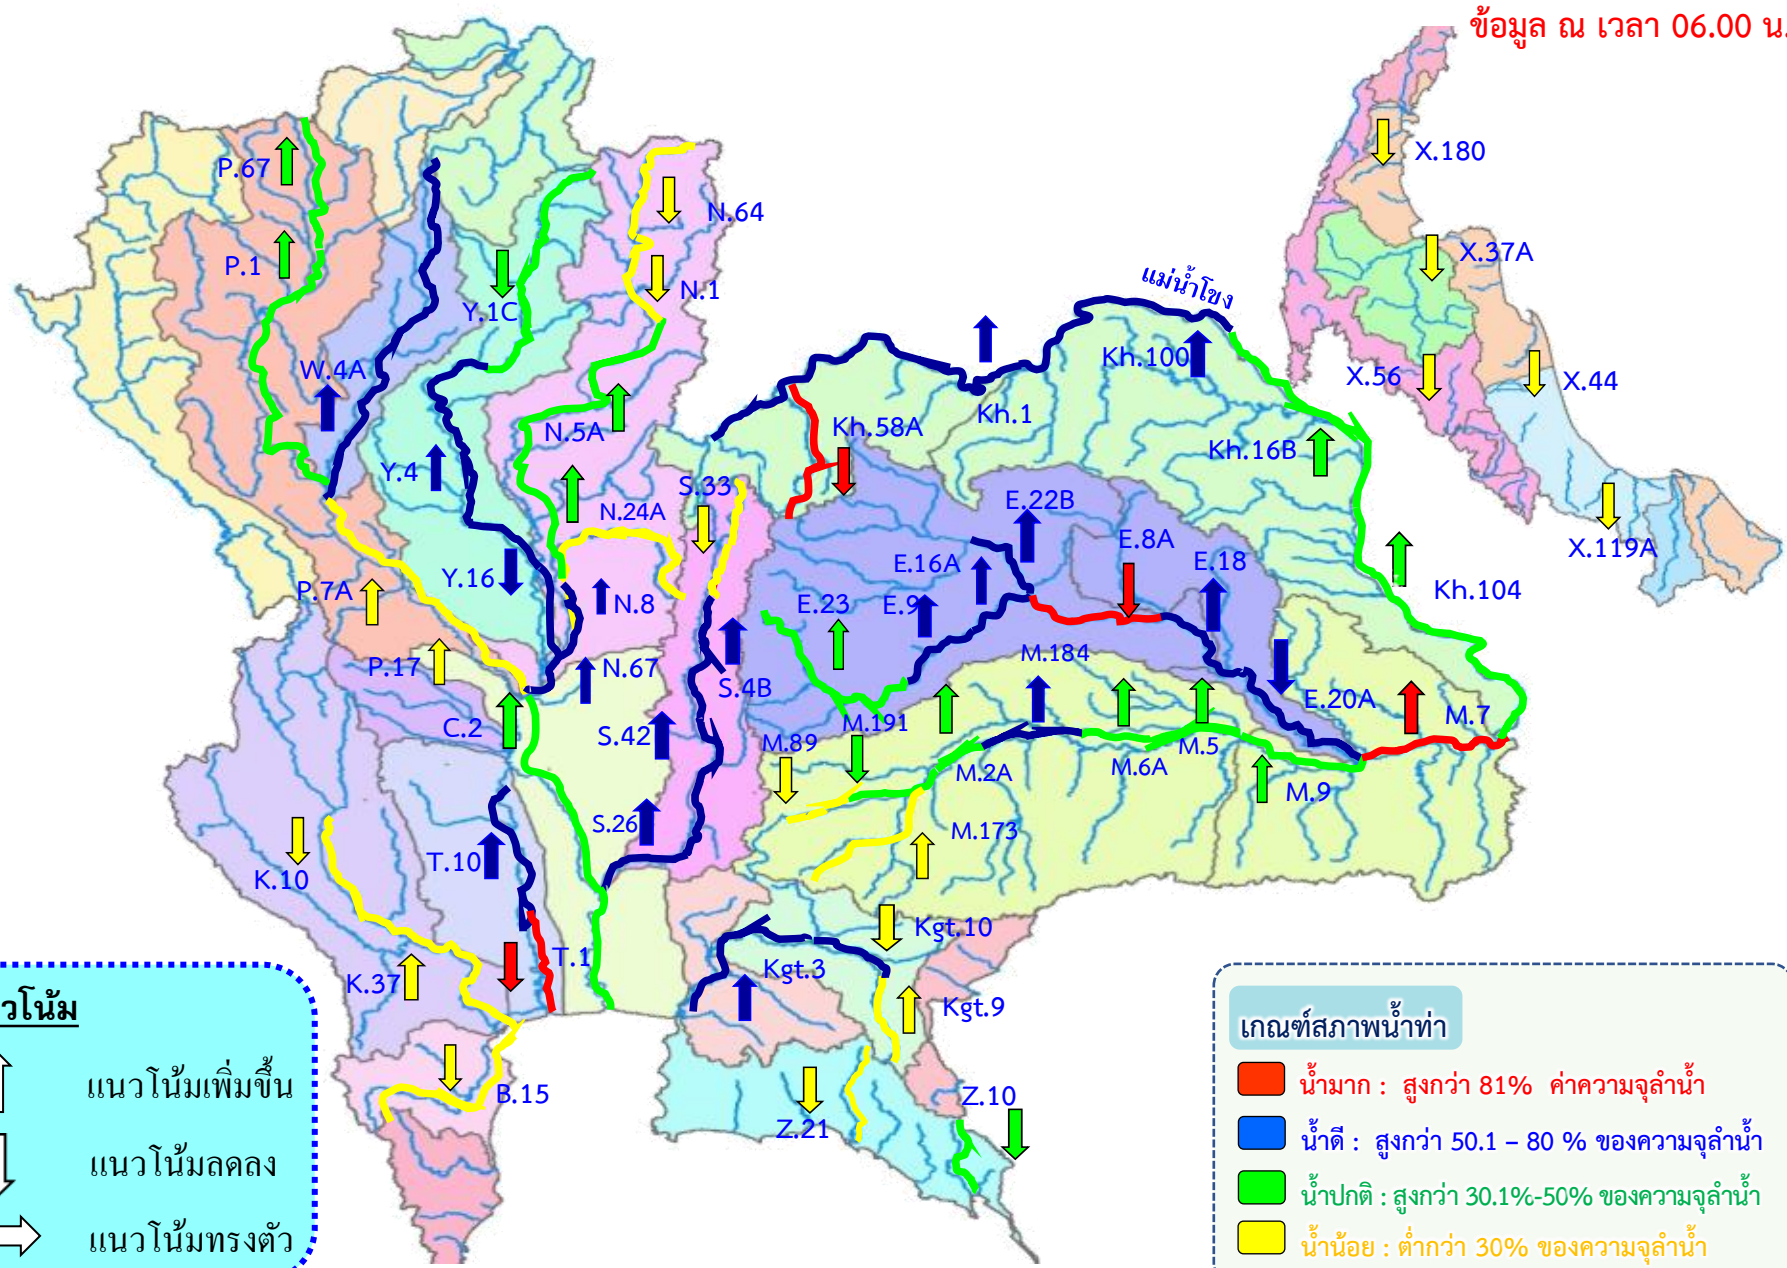 ข้อมูล ณ เวลา 06.00 น.
P.67
P.1
W.4A
Y.1C
N.64
N.1
Y.4
N.5A
N.24A
Y.16
N.8
P.7A
P.17
N.67
C.2
S.33
S.4B
S.42
S.26
T.10
T.1
K.10
K.37
B.15
แม่น้ำโขง
Kh.58A
Kh.1
Kh.100
Kh.16B
Kh.104
E.22B
E.8A
E.18
E.16A
E.9
E.23
E.20A
M.184
M.191
M.89
M.2A
M.6A
M.5
M.9
M.7
M.173
Kgt.10
Kgt.3
Kgt.9
Z.21
Z.10
X.180
X.37A
X.56
X.44
X.119A
วโน้ม
แนวโน้มเพิ่มขึ้น
แนวโน้มลดลง
แนวโน้มทรงตัว
เกณฑ์สภาพน้ำท่า
น้ำมาก : สูงกว่า 81% ค่าความจุลำน้ำ
น้ำดี : สูงกว่า 50.1 – 80 % ของความจุลำน้ำ
น้ำปกติ : สูงกว่า 30.1%-50% ของความจุลำน้ำ
น้ำน้อย : ต่ำกว่า 30% ของความจุลำน้ำ